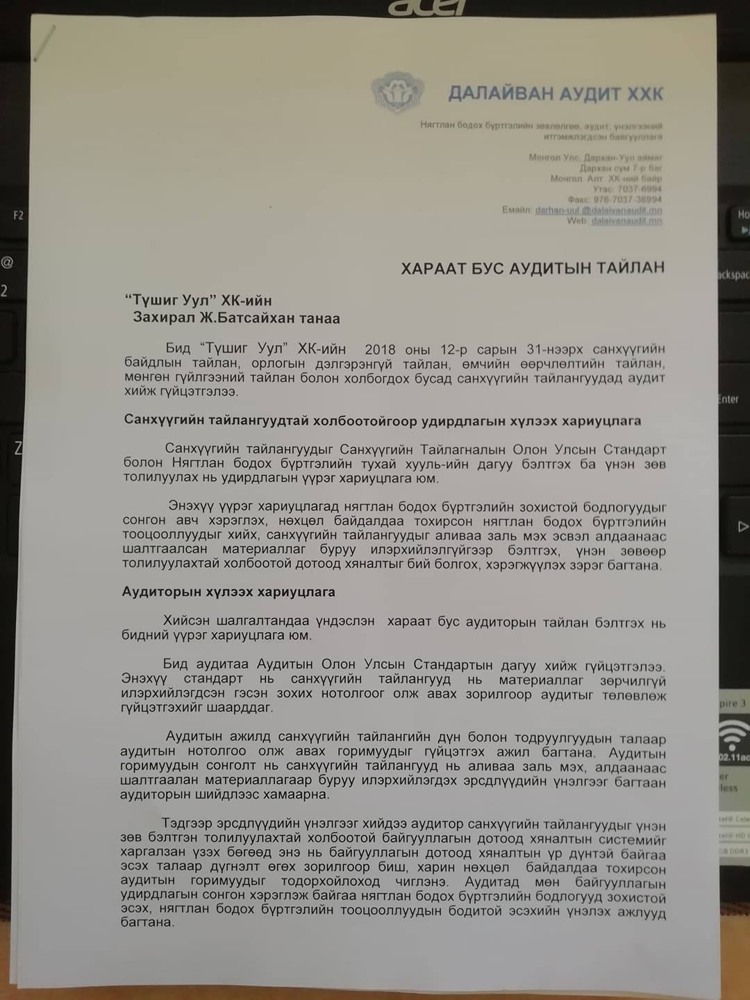 acer
ДАЛАЙВАН АУДИТ ХХК
Нягтлан бодох бүртгэлийн зөвлөлгөө, аудит, үнэлгээний
итгэмжлэгдсэн байгууллага
Монгол Улс, Дархан-Уул аймаг
Дархан сум 7-р баг
Монгол Алт ХК-ний байр
Утас: 7037-6994
Факс: 976-7037-36994
Емайл: darhan-uul @dalaivanaudit.mn
Web: dalaivanaudit.mn
ХАРААТ БУС АУДИТЫН ТАЙЛАН
“Түшиг Уул” ХК-ийн
Захирал Ж.Батсайхан танаа
Бид “Түшиг Уул” ХК-ийн 2018 оны 12-р сарын 31-нээрх санхүүгийн
байдлын тайлан, орлогын дэлгэрэнгүй тайлан, өмчийн өөрчлөлтийн тайлан,
мөнгөн гүйлгээний тайлан болон холбогдох бусад санхүүгийн тайлангуудад аудит
хийж гүйцэтгэлээ.
Санхүүгийн тайлангуудтай холбоотойгоор удирдлагын хүлээх хариуцлага
Санхүүгийн тайлангуудыг Санхүүгийн Тайлагналын Олон Улсын Стандарт
болон Нягтлан бодох бүртгэлийн тухай хууль-ийн дагуу бэлтгэх ба үнэн зөв
толилуулах нь удирдлагын үүрэг хариуцлага юм.
Энэхүү үүрэг хариуцлагад нягтлан бодох бүртгэлийн зохистой бодлогуудыг
сонгон авч хэрэглэх, нөхцөл байдалдаа тохирсон нягтлан бодох бүртгэлийн
тооцооллуудыг хийх, санхүүгийн тайлангуудыг аливаа заль мэх эсвэл алдаанаас
шалтгаалсан материаллаг буруу илэрхийлэлгүйгээр бэлтгэх, үнэн зөвөөр
толилуулахтай холбоотой дотоод хяналтыг бий болгох, хэрэгжүүлэх зэрэг багтана.
Аудиторын хүлээх хариуцлага
Хийсэн шалгалтандаа үндэслэн хараат бус аудиторын тайлан бэлтгэх нь
бидний үүрэг хариуцлага юм.
Бид аудитаа Аудитын Олон Улсын Стандартын дагуу хийж гүйцэтгэлээ.
Энэхүү стандарт нь санхүүгийн тайлангууд нь материаллаг зөрчилгүй
илэрхийлэгдсэн гэсэн зохих нотолгоог олж авах зорилгоор аудитыг төлөвлөж
гүйцэтгэхийг шаарддаг.
Аудитын ажилд санхүүгийн тайлангийн дүн болон тодруулгуудын талаар
аудитын нотолгоо олж авах горимуудыг гүйцэтгэх ажил багтана. Аудитын
горимуудын сонголт нь санхүүгийн тайлангууд нь аливаа заль мэх, алдаанаас
шалтгаалан материаллагаар буруу илэрхийлэгдэх эрсдлүүдийн үнэлгээг багтаан
аудиторын шийдлээс хамаарна.
Тэдгээр эрсдлүүдийн үнэлгээг хийдээ аудитор санхүүгийн тайлангуудыг үнэн
зөв бэлтгэн толилуулахтай холбоотой байгууллагын дотоод хяналтын системийг
харгалзан үзэх бөгөөд энэ нь байгууллагын дотоод хяналтын үр дүнтэй байгаа
эсэх талаар дүгнэлт өгөх зорилгоор биш, харин нөхцөл байдалдаа тохирсон
аудитын горимуудыг тодорхойлоход чиглэнэ. Аудитад мөн байгууллагын
удирдлагын сонгон хэрэглэж байгаа нягтлан бодох бүртгэлийн бодлогууд зохистой
эсэх, нягтлан бодох бүртгэлийн тооцооллуудын бодитой эсэхийн үнэлэх ажлууд
багтана.
F2
@
2
Z
Ho
ackspac
Enter
pire 3
02.11ac
er
less
tel® Cele
tel® HD G
GB DDR3